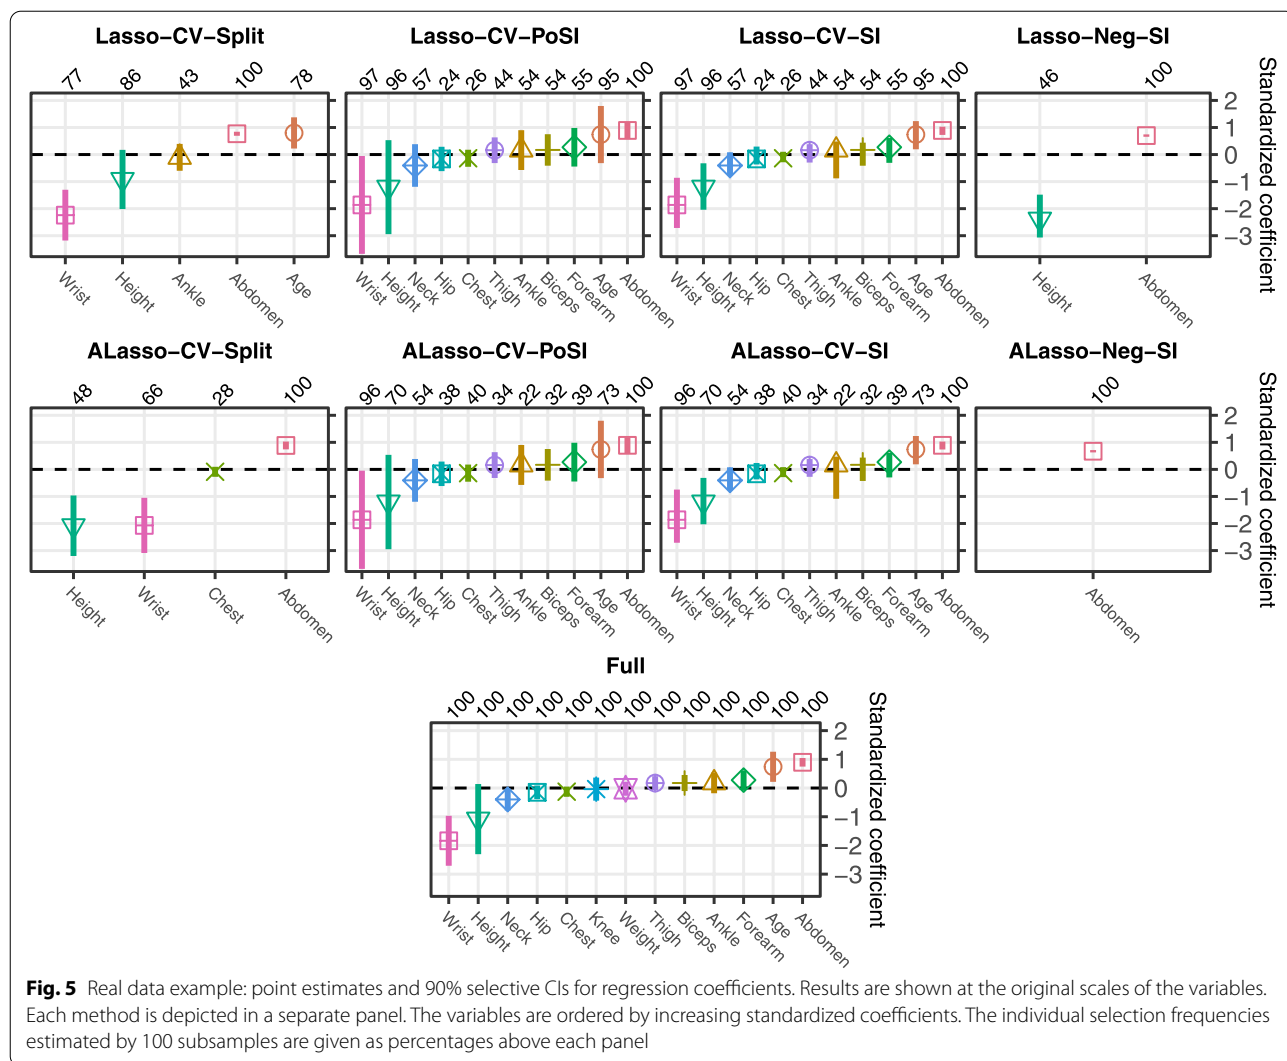 Lasso−CV−Split Lasso−CV−PoSI Lasso−CV−SI Lasso−Neg−SI
77 86 43 100 78 97 96 57 24 26 44 54 54 55 95 100 97 96 57 24 26 44 54 54 55 95 100 46 100
2
1
0
−1
−2
−3
Standardized coefficient
Wrist Height Ankle Abdomen Age Wrist Height Neck Hip Chest Thigh Ankle Biceps Forearm Age Abdomen Wrist Height Neck Hip Chest Thigh Ankle Biceps Forearm Age Abdomen Height Abdomen
ALasso−CV−Split ALasso−CV−PoSI ALasso−CV−SI ALasso−Neg−SI
48 66 28 100 96 70 54 38 40 34 22 32 39 73 100 96 70 54 38 40 34 22 32 39 73 100 100
2
1
0
−1
−2
−3
Standardized coefficient
Height Wrist Chest Abdomen Wrist Height Neck Hip Chest Thigh Ankle Biceps Forearm Age Abdomen Wrist Height Neck Hip Chest Thigh Ankle Biceps Forearm Age Abdomen Abdomen
Full
100 100 100 100 100 100 100 100 100 100 100 100 100
2
1
0
−1
−2
−3
Standardized coefficient
Wrist Height Neck Hip Chest Knee Weight Thigh Biceps Ankle Forearm Age Abdomen
Fig. 5 Real data example: point estimates and 90% selective CIs for regression coefficients. Results are shown at the original scales of the variables.
Each method is depicted in a separate panel. The variables are ordered by increasing standardized coefficients. The individual selection frequencies
estimated by 100 subsamples are given as percentages above each panel